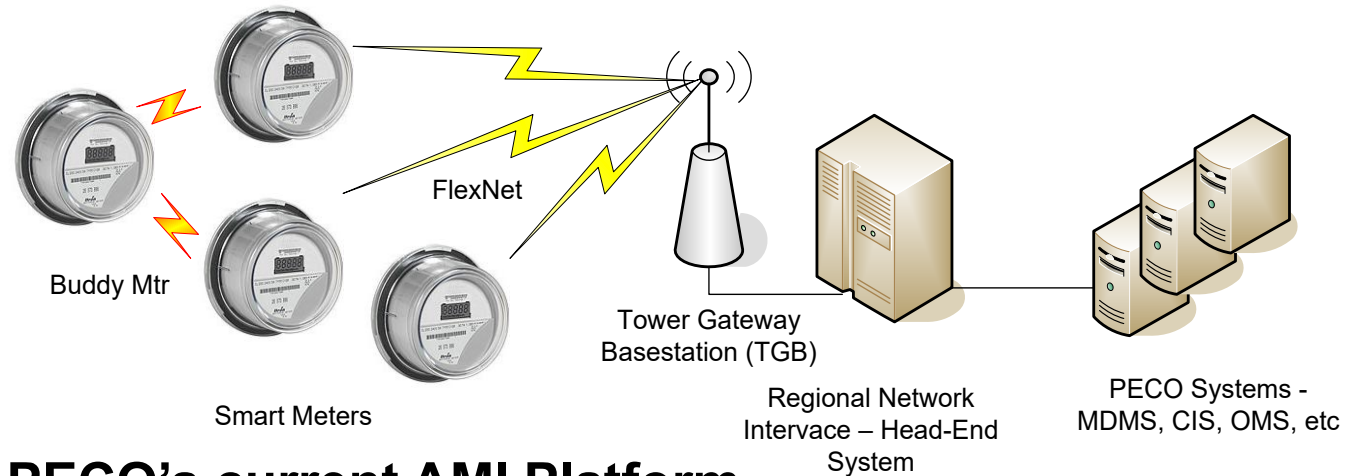 FlexNet
Buddy Mtr
Smart Meters
Tower Gateway
Basestation (TGB)
Regional Network
Intervace – Head-End
System
PECO Systems -
MDMS, CIS, OMS, etc
PECO's current AMI Platform